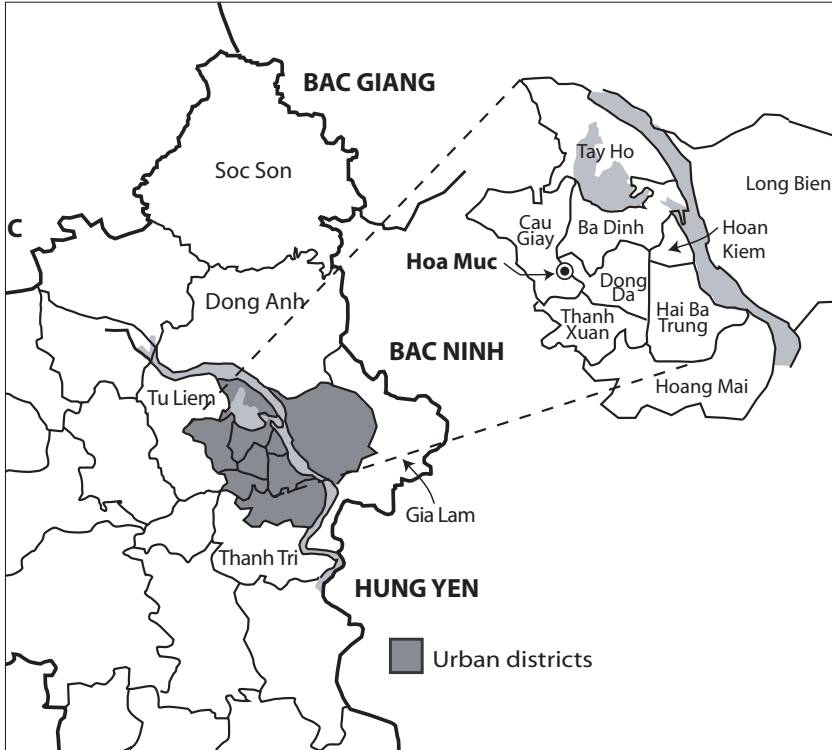 BAC GIANG
Soc Son
C
Dong Anh
BAC NINH
Tu Liem
Gia Lam
Thanh Tri
HUNG YEN
Urban districts
Tay Ho
Long Bien
Cau
Giay
Ba Dinh
Hoan
Kiem
Hoa Muc
Dong
Da
Thanh
Xuan
Hai Ba
Trung
Hoang Mai